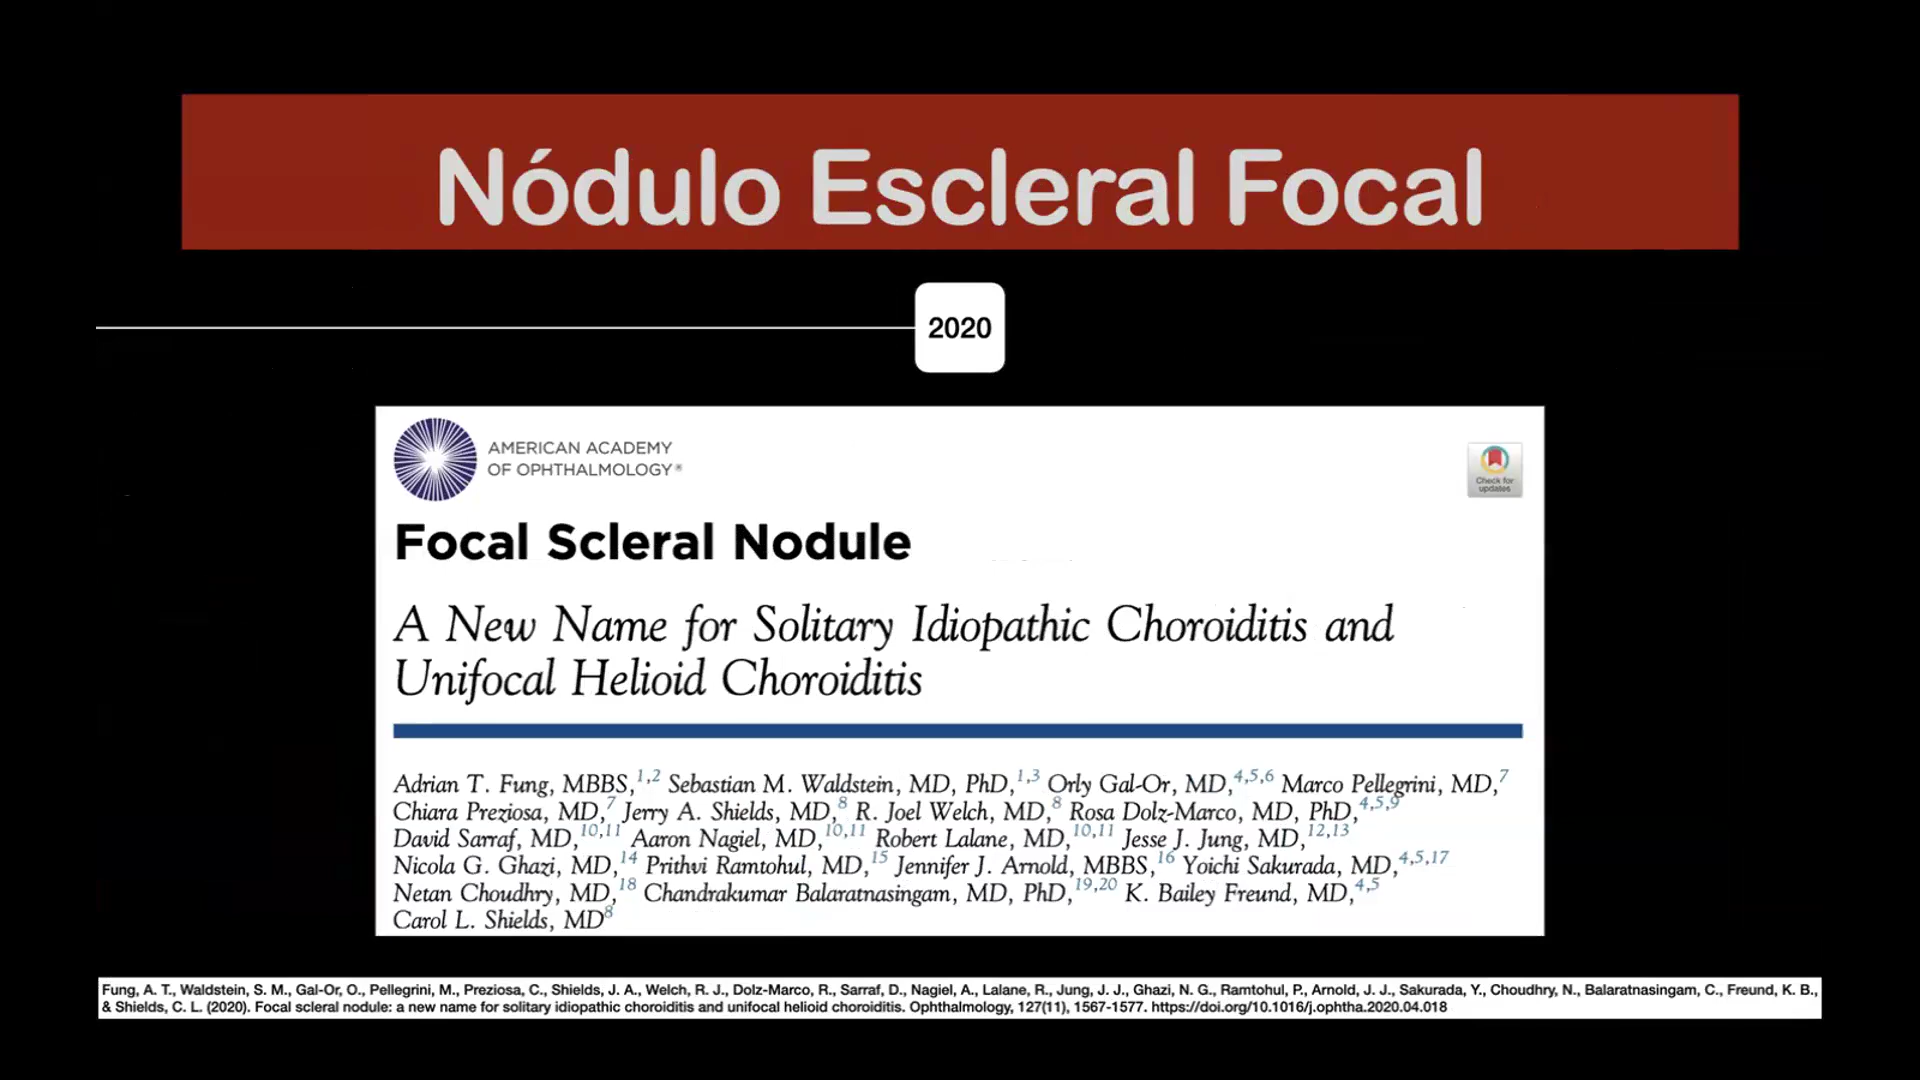 Nódulo Escleral Focal
2020
AMERICAN ACADEMY
OF OPHTHALMOLOGY®
Check for
updates
Focal Scleral Nodule
A New Name for Solitary Idiopathic Choroiditis and
Unifocal Helioid Choroiditis
Adrian T. Fung, MBBS,1,2 Sebastian M. Waldstein, MD, PhD,1,3 Orly Gal-Or, MD,4,5,6 Marco Pellegrini, MD,7
Chiara Preziosa, MD,7 Jerry A. Shields, MD,8 R. Joel Welch, MD,8 Rosa Dolz-Marco, MD, PhD,4,5,9
David Sarraf, MD,10,11 Aaron Nagiel, MD,10,11 Robert Lalane, MD,10,11 Jesse J. Jung, MD,12,13
Nicola G. Ghazi, MD,14 Prithvi Ramtohul, MD,15 Jennifer J. Arnold, MBBS,16 Yoichi Sakurada, MD,4,5,17
Netan Choudhry, MD,18 Chandrakumar Balaratnasingam, MD, PhD,19,20 K. Bailey Freund, MD,4,5
Carol L. Shields, MD8
Fung, A. T., Waldstein, S. M., Gal-Or, O., Pellegrini, M., Preziosa, C., Shields, J. A., Welch, R. J., Dolz-Marco, R., Sarraf, D., Nagiel, A., Lalane, R., Jung, J. J., Ghazi, N. G., Ramtohul, P., Arnold, J. J., Sakurada, Y., Choudhry, N., Balaratnasingam, C., Freund, K. B.,
& Shields, C. L. (2020). Focal scleral nodule: a new name for solitary idiopathic choroiditis and unifocal helioid choroiditis. Ophthalmology, 127(11), 1567-1577. https://doi.org/10.1016/j.ophtha.2020.04.018